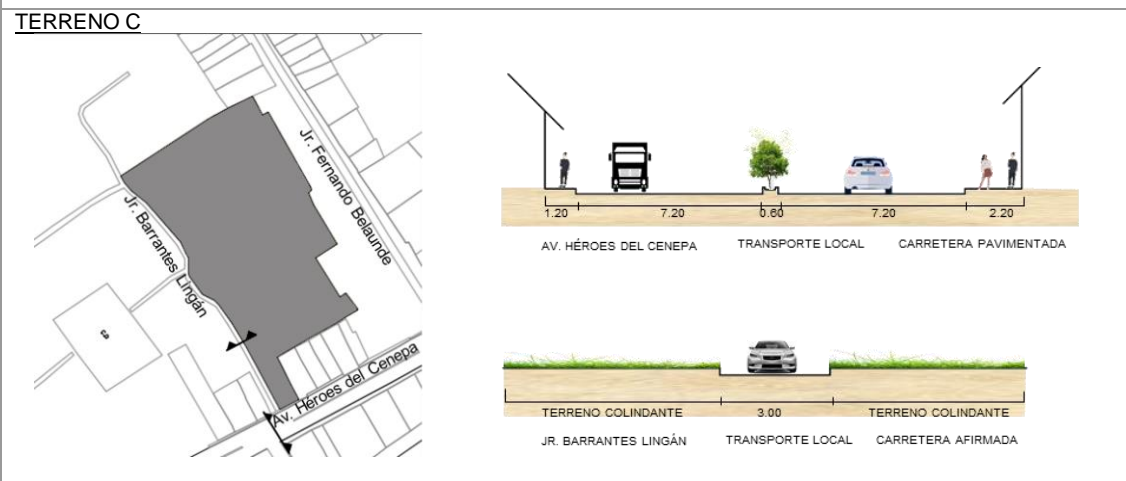 TERRENO C
Jr. Fernando Belaunde
Jr. Barrantes Lingán
Av. Héroes del Cenepa
1.20 7.20 0.60 7.20 2.20
AV. HÉROES DEL CENEPA TRANSPORTE LOCAL CARRETERA PAVIMENTADA
TERRENO COLINDANTE 3.00 TERRENO COLINDANTE
JR. BARRANTES LINGÁN TRANSPORTE LOCAL CARRETERA AFIRMADA